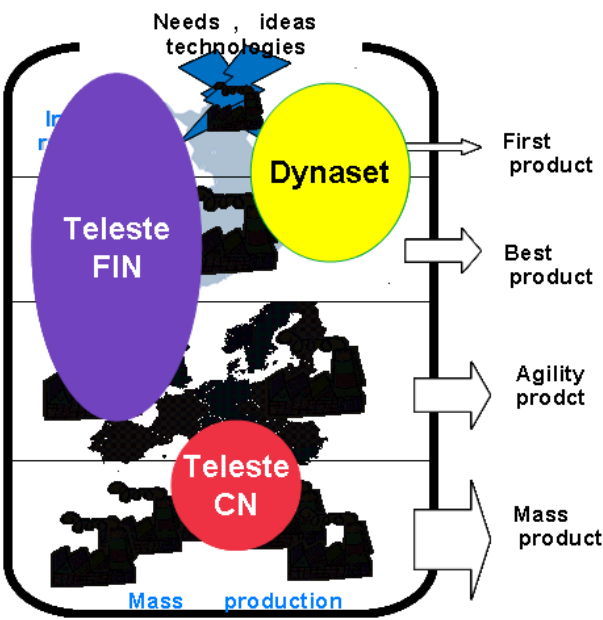 Needs , ideas
technologies
Dynaset
Teleste
FIN
First
product
Best
product
Agility
prodct
Teleste
CN
Mass
product
Mass production